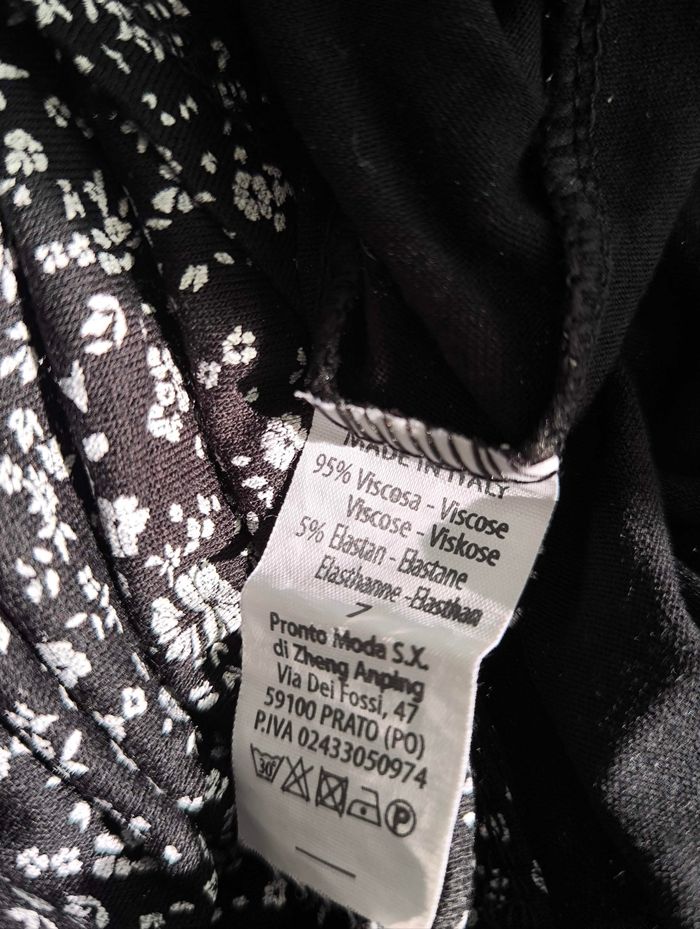 MADE IN ITALY
95% Viscosa - Viscose
Viscose - Viskose
5% Elastan - Elastane
Elasthanne - Elasthan
7
Pronto Moda S.X.
di Zheng Anping
Via Dei Fossi, 47
59100 PRATO (PO)
P.IVA 02433050974
30 P